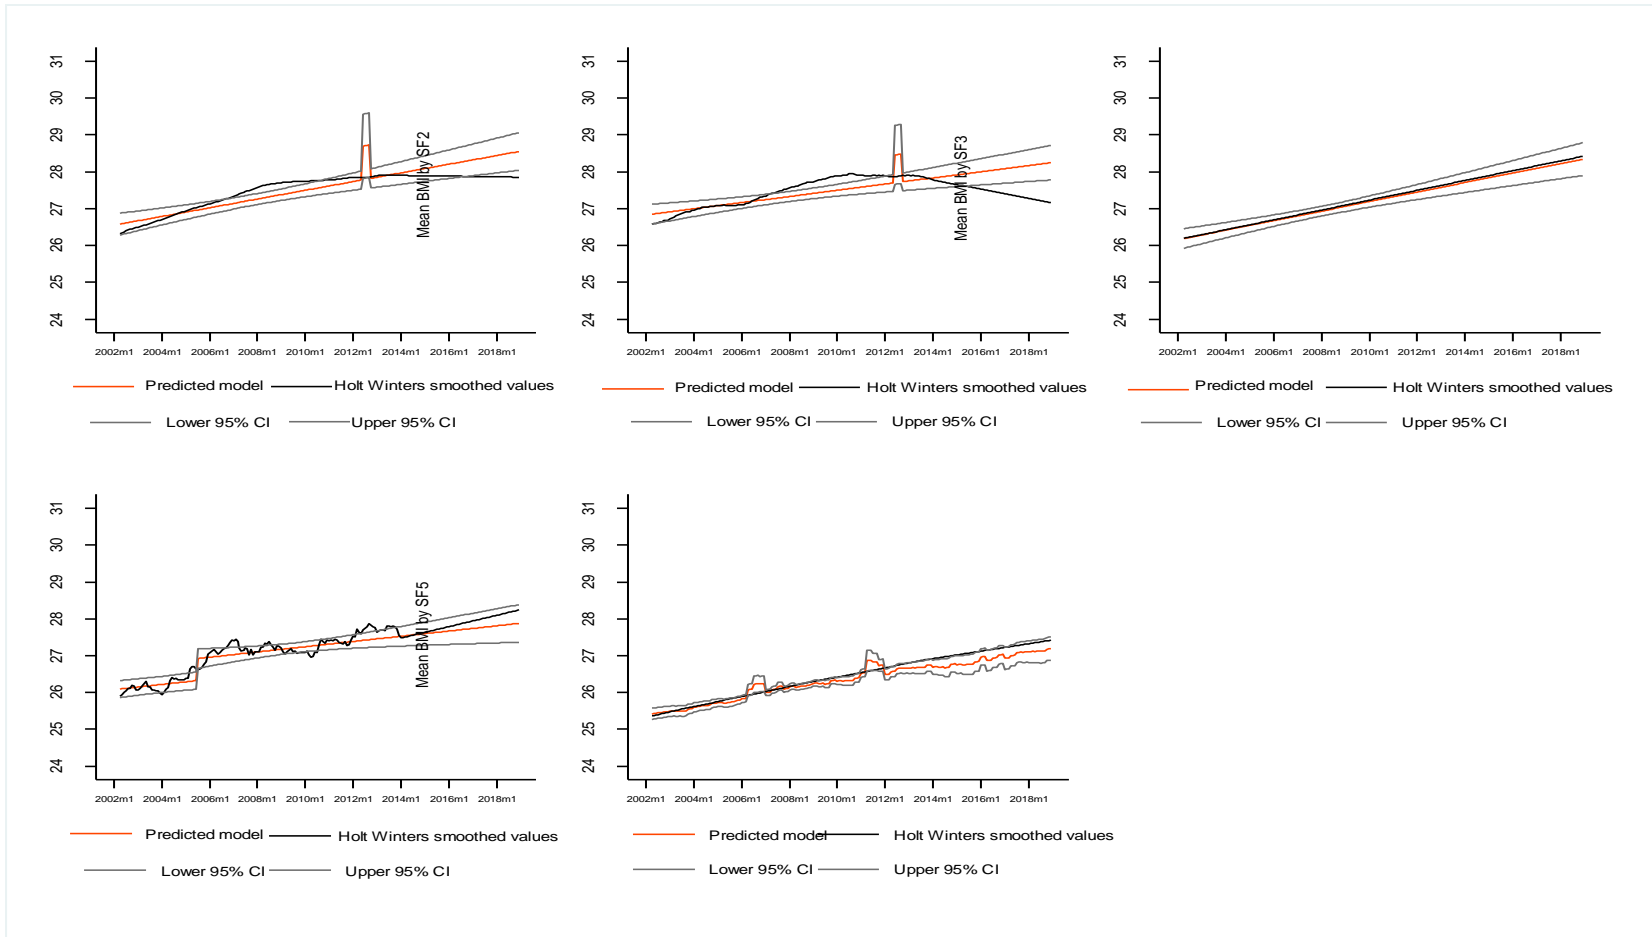 31
30
29
28
27
26
25
24
2002m1 2004m1 2006m1 2008m1 2010m1 2012m1 2014m1 2016m1 2018m1
Predicted model Holt Winters smoothed values
Lower 95% CI Upper 95% CI
Mean BMI by SF2
31
30
29
28
27
26
25
24
2002m1 2004m1 2006m1 2008m1 2010m1 2012m1 2014m1 2016m1 2018m1
Predicted model Holt Winters smoothed values
Lower 95% CI Upper 95% CI
Mean BMI by SF3
31
30
29
28
27
26
25
24
2002m1 2004m1 2006m1 2008m1 2010m1 2012m1 2014m1 2016m1 2018m1
Predicted model Holt Winters smoothed values
Lower 95% CI Upper 95% CI
31
30
29
28
27
26
25
24
2002m1 2004m1 2006m1 2008m1 2010m1 2012m1 2014m1 2016m1 2018m1
Predicted model Holt Winters smoothed values
Lower 95% CI Upper 95% CI
Mean BMI by SF5
31
30
29
28
27
26
25
24
2002m1 2004m1 2006m1 2008m1 2010m1 2012m1 2014m1 2016m1 2018m1
Predicted model Holt Winters smoothed values
Lower 95% CI Upper 95% CI